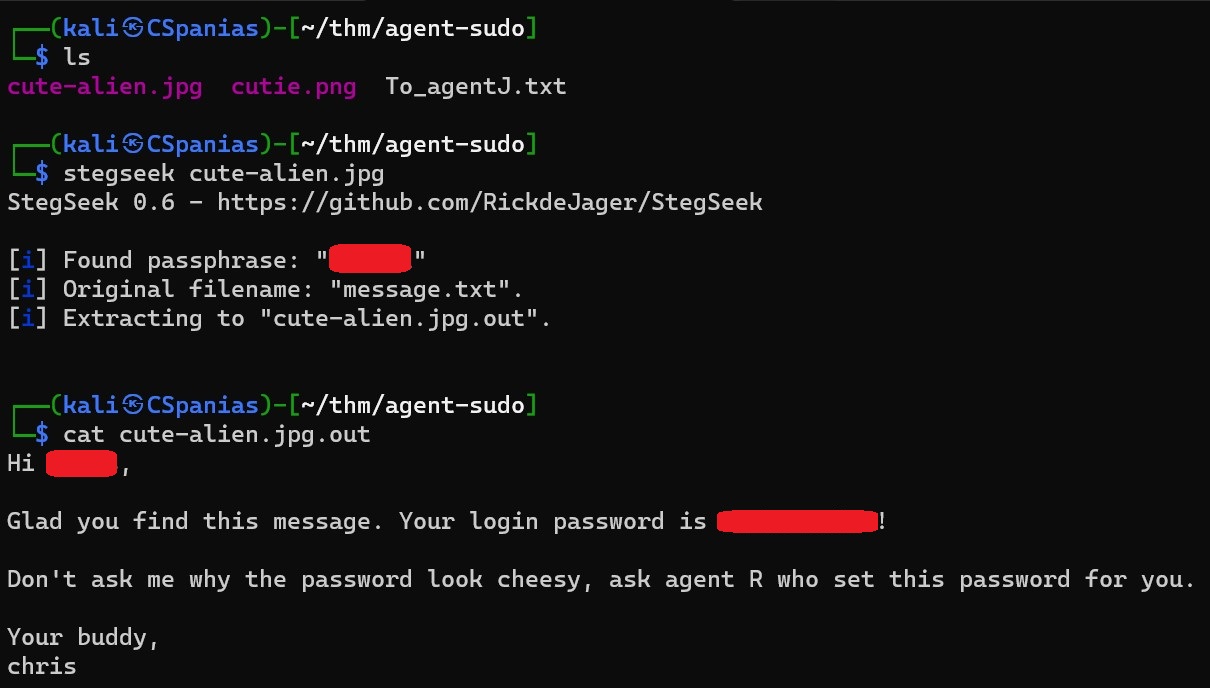 ┌──(kali㉿CSpanias)-[~/thm/agent-sudo]
└─$ ls
cute-alien.jpg  cutie.png  To_agentJ.txt
┌──(kali㉿CSpanias)-[~/thm/agent-sudo]
└─$ stegseek cute-alien.jpg
StegSeek 0.6 - https://github.com/RickdeJager/StegSeek
[i] Found passphrase: ""
[i] Original filename: "message.txt".
[i] Extracting to "cute-alien.jpg.out".
┌──(kali㉿CSpanias)-[~/thm/agent-sudo]
└─$ cat cute-alien.jpg.out
Hi ,
Glad you find this message. Your login password is !
Don't ask me why the password look cheesy, ask agent R who set this password for you.
Your buddy,
chris